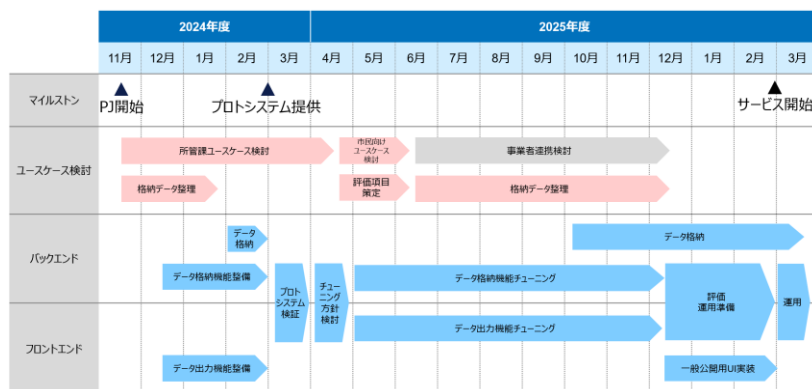 2024年度
2025年度
11月 12月 1月 2月 3月 4月 5月 6月 7月 8月 9月 10月 11月 12月 1月 2月 3月
マイルストン
PJ開始
プロトシステム提供
サービス開始
ユースケース検討
所管課ユースケース検討
市民向け
ユースケース
検討
事業者連携検討
格納データ整理
評価項目
策定
格納データ整理
バックエンド
データ
格納
データ格納
データ格納機能整備
プロト
システム
検証
チュー
ニング
方針
検討
データ格納機能チューニング
評価
運用準備
運用
フロントエンド
データ出力機能チューニング
データ出力機能整備
一般公開用UI実装